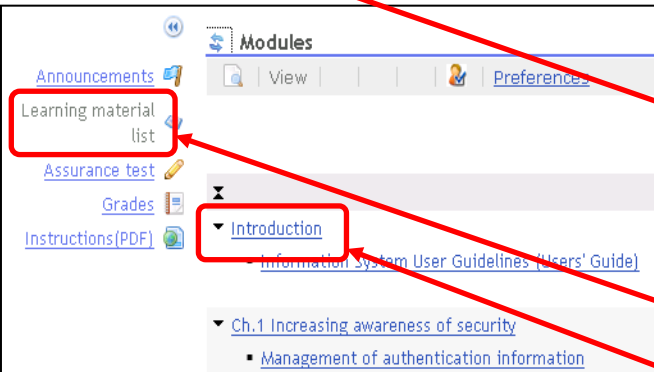 Modules
View | Preferences
Announcements
Learning material
list
Assurance test
Grades
Instructions(PDF)
Introduction
Information System User Guidelines (Users' Guide)
Ch.1 Increasing awareness of security
Management of authentication information